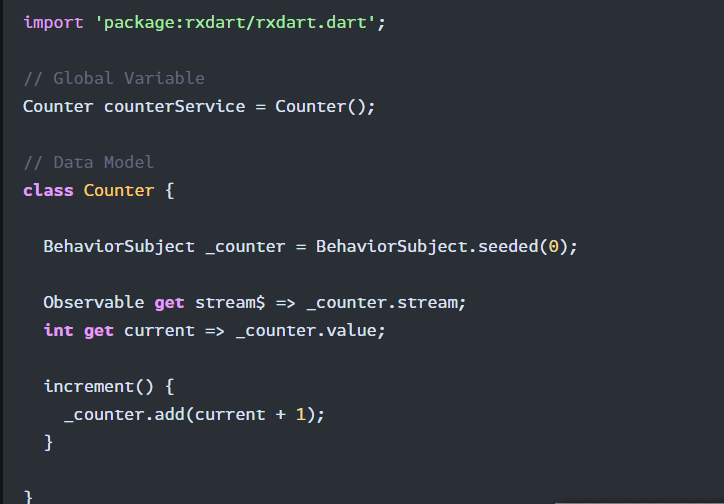 import 'package:rxdart/rxdart.dart';
// Global Variable
Counter counterService = Counter();
// Data Model
class Counter {
BehaviorSubject _counter = BehaviorSubject.seeded(0);
Observable get stream$ => _counter.stream;
int get current => _counter.value;
increment() {
_counter.add(current + 1);
}
}